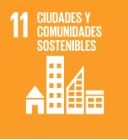 11 CIUDADES Y
COMUNIDADES
SOSTENIBLES